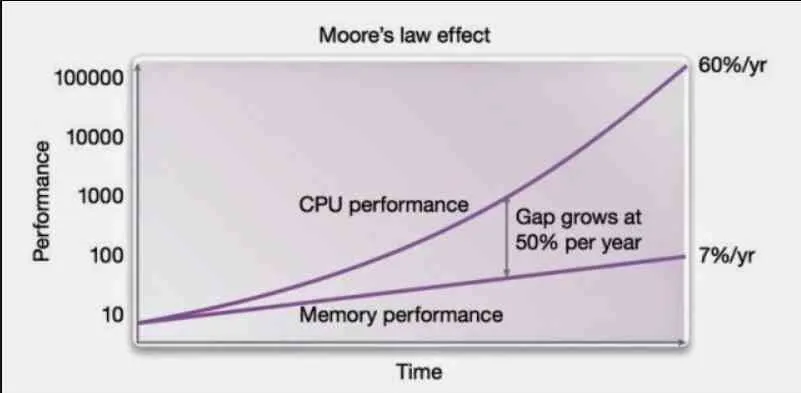 Moore's law effect
100000
10000
1000
100
10
Performance
60%/yr
CPU performance
Gap grows at
50% per year
7%/yr
Memory performance
Time